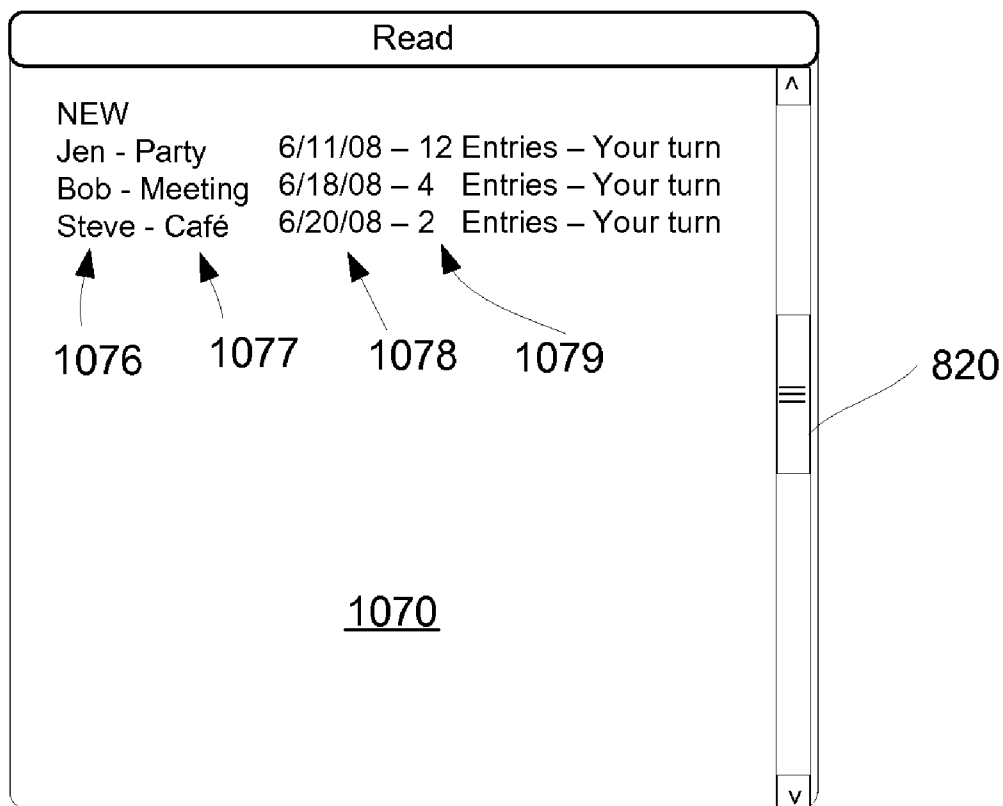 Read
NEW
Jen - Party 6/11/08 – 12 Entries – Your turn
Bob - Meeting 6/18/08 – 4 Entries – Your turn
Steve - Café 6/20/08 – 2 Entries – Your turn
1076 1077 1078 1079
820
1070